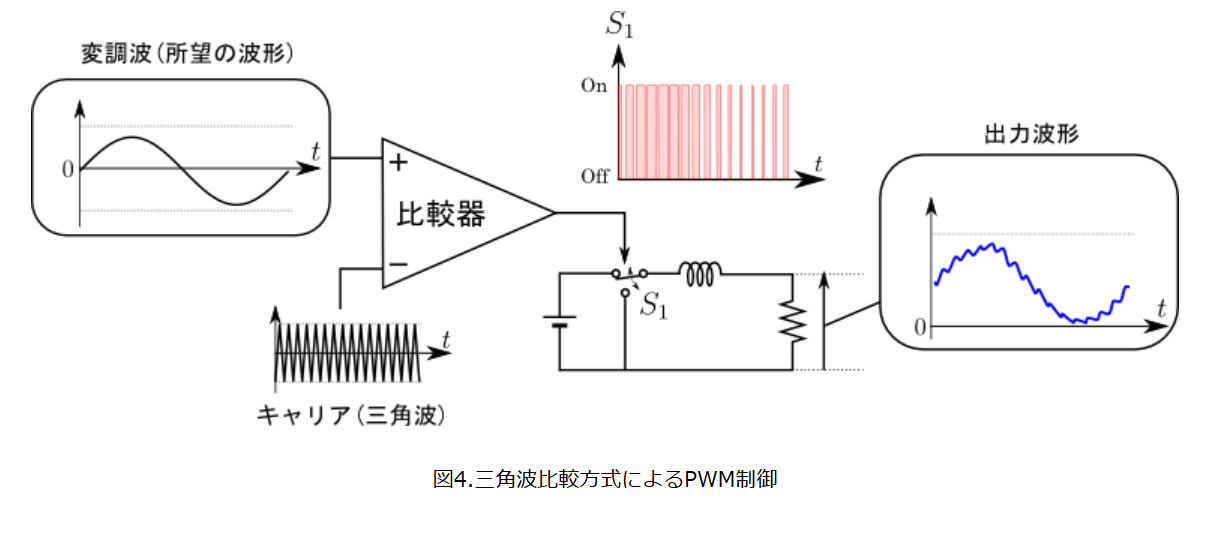 変調波(所望の波形)
0
t
+
比較器
−
キャリア(三角波)
t
S1
On
Off
t
S1
出力波形
0
t
図4.三角波比較方式によるPWM制御